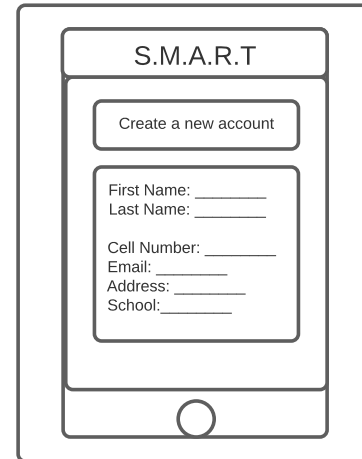 S.M.A.R.T
Create a new account
First Name: ________
Last Name: ________
Cell Number: ________
Email: ________
Address: ________
School:________